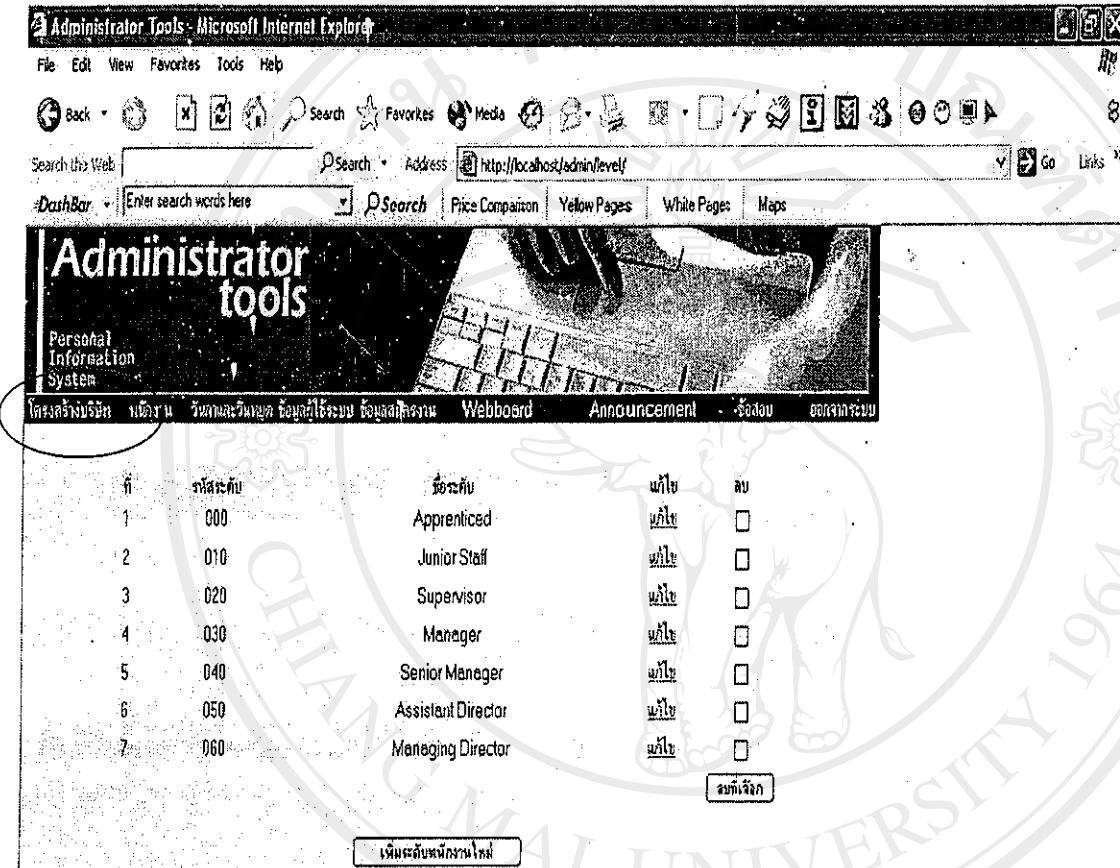 Administrator Tools - Microsoft Internet Explorer
File Edit View Favorites Tools Help
Back Search Favorites Media
Search the Web Search Address http://localhost/admin/level/ Go Links
DashBar Enter search words here Search Price Comparison Yellow Pages White Pages Maps
Administrator
tools
Personal
Information
System
โครงสร้างบริษัท พนักงาน วันลาและวันหยุด ข้อมูลผู้ใช้ระบบ ข้อมูลสมัครงาน Webboard Announcement ข้อสอบ ออกจากระบบ
ที่ รหัสระดับ ชื่อระดับ แก้ไข ลบ
1 000 Apprenticed แก้ไข
2 010 Junior Staff แก้ไข
3 020 Supervisor แก้ไข
4 030 Manager แก้ไข
5 040 Senior Manager แก้ไข
6 050 Assistant Director แก้ไข
7 060 Managing Director แก้ไข
ลบที่เลือก
เพิ่มระดับพนักงานใหม่
CHIANG MAI UNIVERSITY 1964